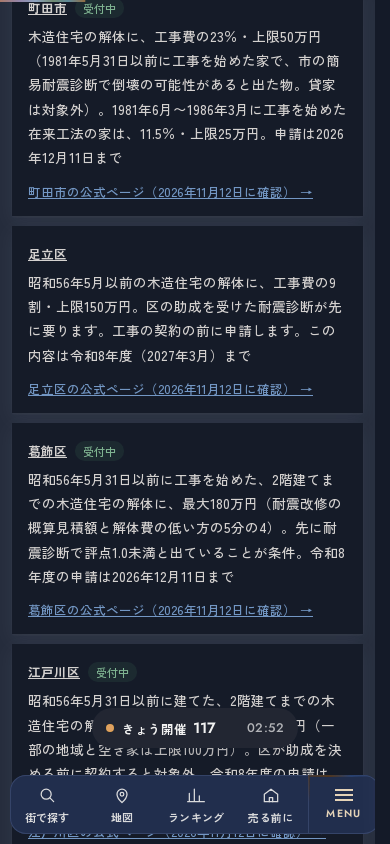 町田市 受付中
木造住宅の解体に、工事費の23%・上限50万円
（1981年5月31日以前に工事を始めた家で、市の簡
易耐震診断で倒壊の可能性があると出た物。貸家
は対象外）。1981年6月〜1986年3月に工事を始めた
在来工法の家は、11.5%・上限25万円。申請は2026
年12月11日まで
町田市の公式ページ（2026年11月12日に確認） →
足立区
昭和56年5月以前の木造住宅の解体に、工事費の9
割・上限150万円。区の助成を受けた耐震診断が先
に要ります。工事の契約の前に申請します。この
内容は令和8年度（2027年3月）まで
足立区の公式ページ（2026年11月12日に確認） →
葛飾区 受付中
昭和56年5月31日以前に工事を始めた、2階建てま
での木造住宅の解体に、最大180万円（耐震改修の
概算見積額と解体費の低い方の5分の4）。先に耐
震診断で評点1.0未満と出ていることが条件。令和8
年度の申請は2026年12月11日まで
葛飾区の公式ページ（2026年11月12日に確認） →
江戸川区 受付中
昭和56年5月31日以前に建てた、2階建てまでの木
造住宅の解 円（一
きょう開催 117 02:52
部の地域と空き家は上限100万円）。区が助成を決
める前に契約すると対象外。令和8年度の申請は
街で探す 地図 ランキング 売る前に MENU